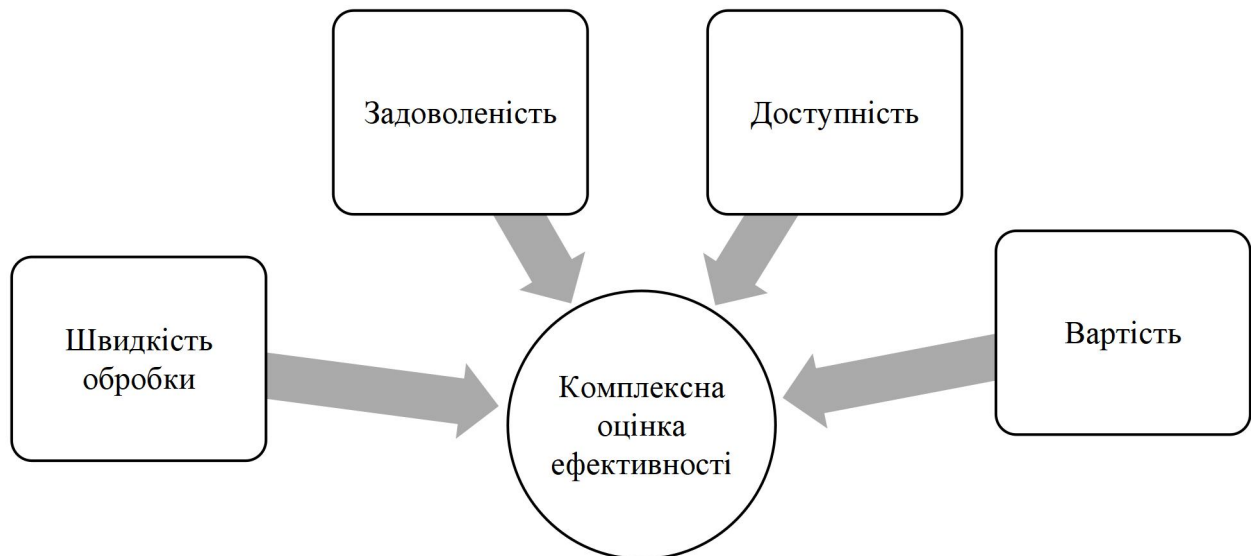 Задоволеність
Доступність
Швидкість
обробки
Вартість
Комплексна
оцінка
ефективності